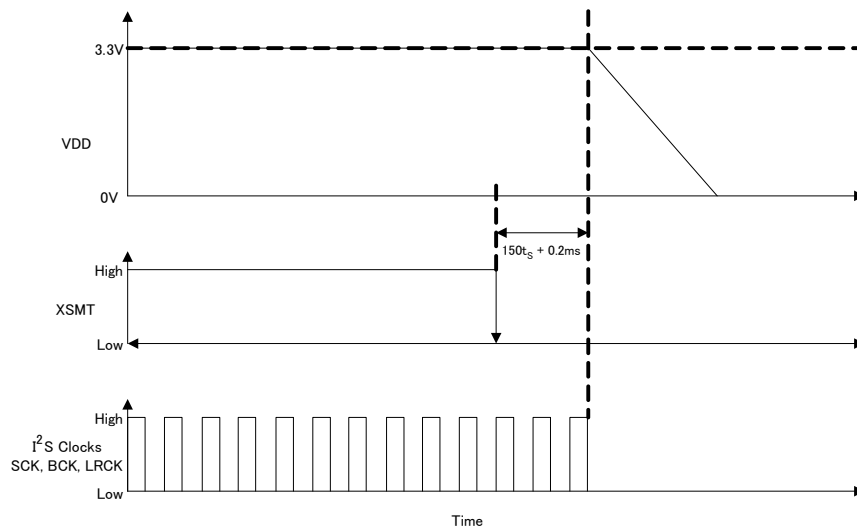 3.3V
VDD
0V
150tS + 0.2ms
High
XSMT
Low
High
I2S Clocks
SCK, BCK, LRCK
Low
Time